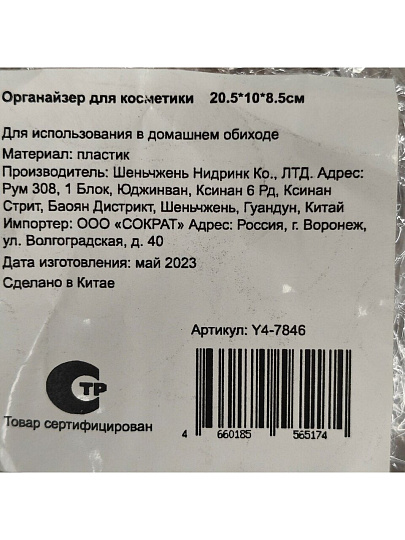 Органайзер для косметики 20.5*10*8.5см
Для использования в домашнем обиходе
Материал: пластик
Производитель: Шеньчжень Нидринк Ко., ЛТД. Адрес:
Рум 308, 1 Блок, Юджинван, Ксинан 6 Рд, Ксинан
Стрит, Баоян Дистрикт, Шеньчжень, Гуандун, Китай
Импортер: ООО «СОКРАТ» Адрес: Россия, г. Воронеж,
ул. Волгоградская, д. 40
Дата изготовления: май 2023
Сделано в Китае
Артикул: Y4-7846
ТР
Товар сертифицирован
4 660185 565174